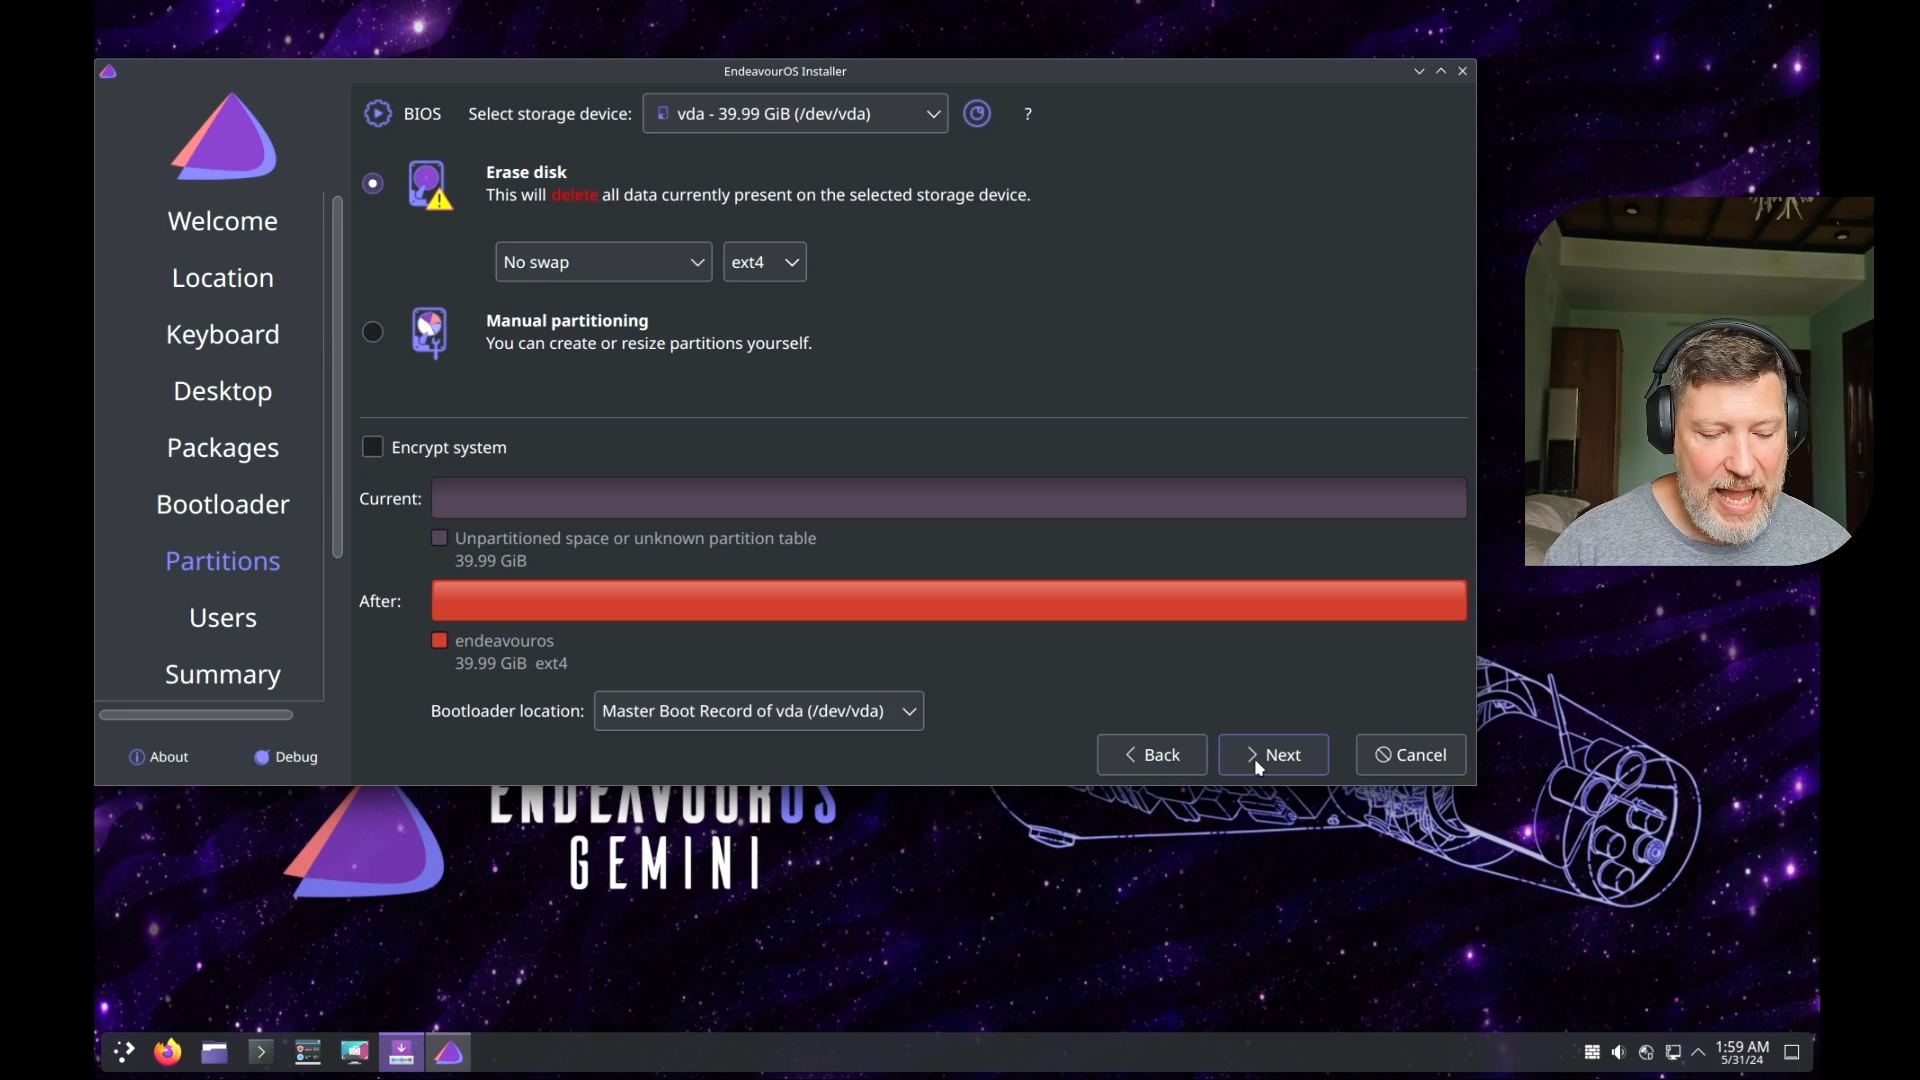 EndeavourOS Installer
BIOS
Select storage device:
vda - 39.99 GiB (/dev/vda)
?
Erase disk
This will delete all data currently present on the selected storage device.
No swap
ext4
Manual partitioning
You can create or resize partitions yourself.
Encrypt system
Current:
Unpartitioned space or unknown partition table
39.99 GiB
After:
endeavouros
39.99 GiB ext4
Bootloader location:
Master Boot Record of vda (/dev/vda)
Back
Next
Cancel
Welcome
Location
Keyboard
Desktop
Packages
Bootloader
Partitions
Users
Summary
About
Debug
ENDEAVOUROS
GEMINI
1:59 AM
5/31/24